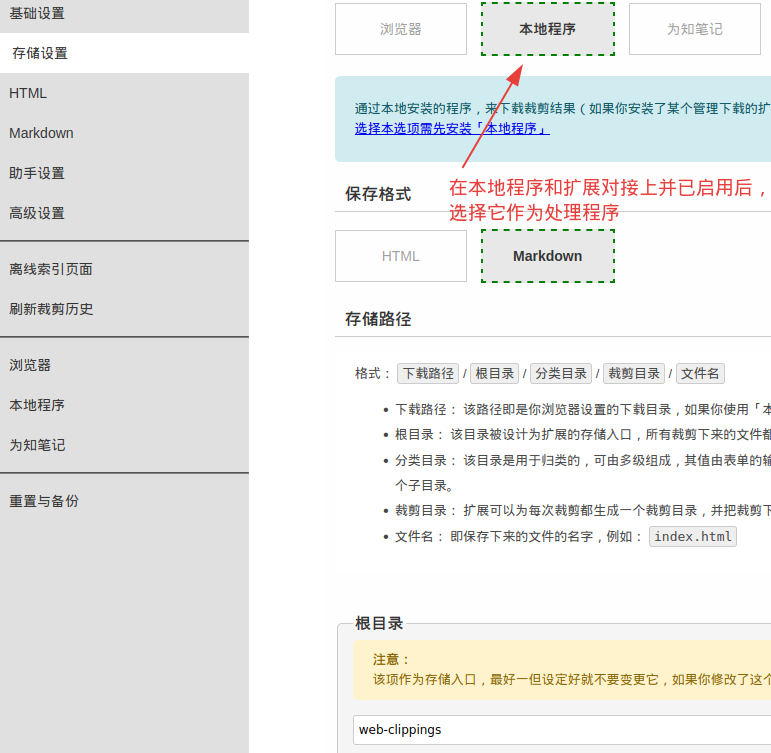 基础设置
存储设置
HTML
Markdown
助手设置
高级设置
离线索引页面
刷新裁剪历史
浏览器
本地程序
为知笔记
重置与备份
浏览器 本地程序 为知笔记
通过本地安装的程序，来下载裁剪结果（如果你安装了某个管理下载的扩
选择本选项需先安装「本地程序」
在本地程序和扩展对接上并已启用后，
选择它作为处理程序
保存格式
HTML Markdown
存储路径
格式： 下载路径 / 根目录 / 分类目录 / 裁剪目录 / 文件名
• 下载路径： 该路径即是你浏览器设置的下载目录，如果你使用「本
• 根目录： 该目录被设计为扩展的存储入口，所有裁剪下来的文件都
• 分类目录： 该目录是用于归类的，可由多级组成，其值由表单的输
个子目录。
• 裁剪目录： 扩展可以为每次裁剪都生成一个裁剪目录，并把裁剪下
• 文件名： 即保存下来的文件的名字，例如： index.html
根目录
注意：
该项作为存储入口，最好一但设定好就不要变更它，如果你修改了这个
web-clippings